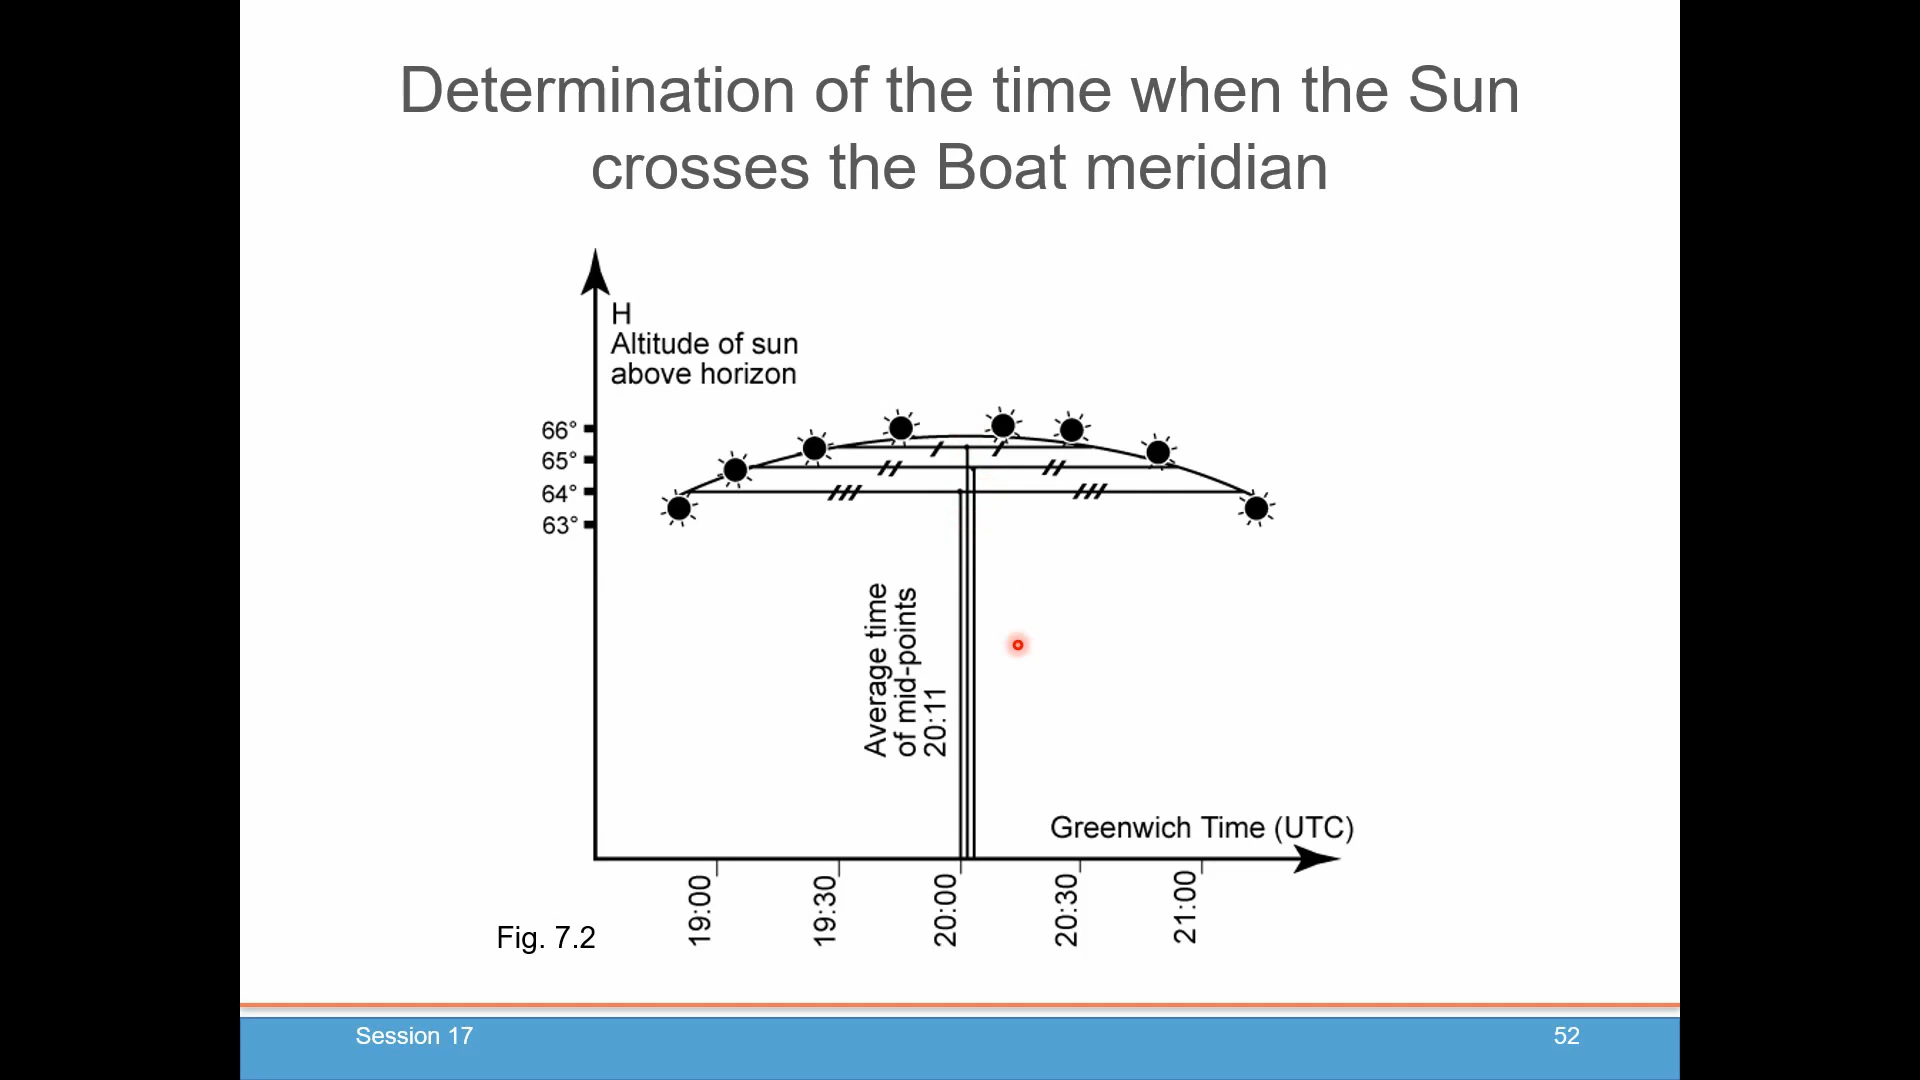 Determination of the time when the Sun
crosses the Boat meridian
H
Altitude of sun
above horizon
66°
65°
64°
63°
Average time
of mid-points
20:11
Greenwich Time (UTC)
19:00
19:30
20:00
20:30
21:00
Fig. 7.2
Session 17
52